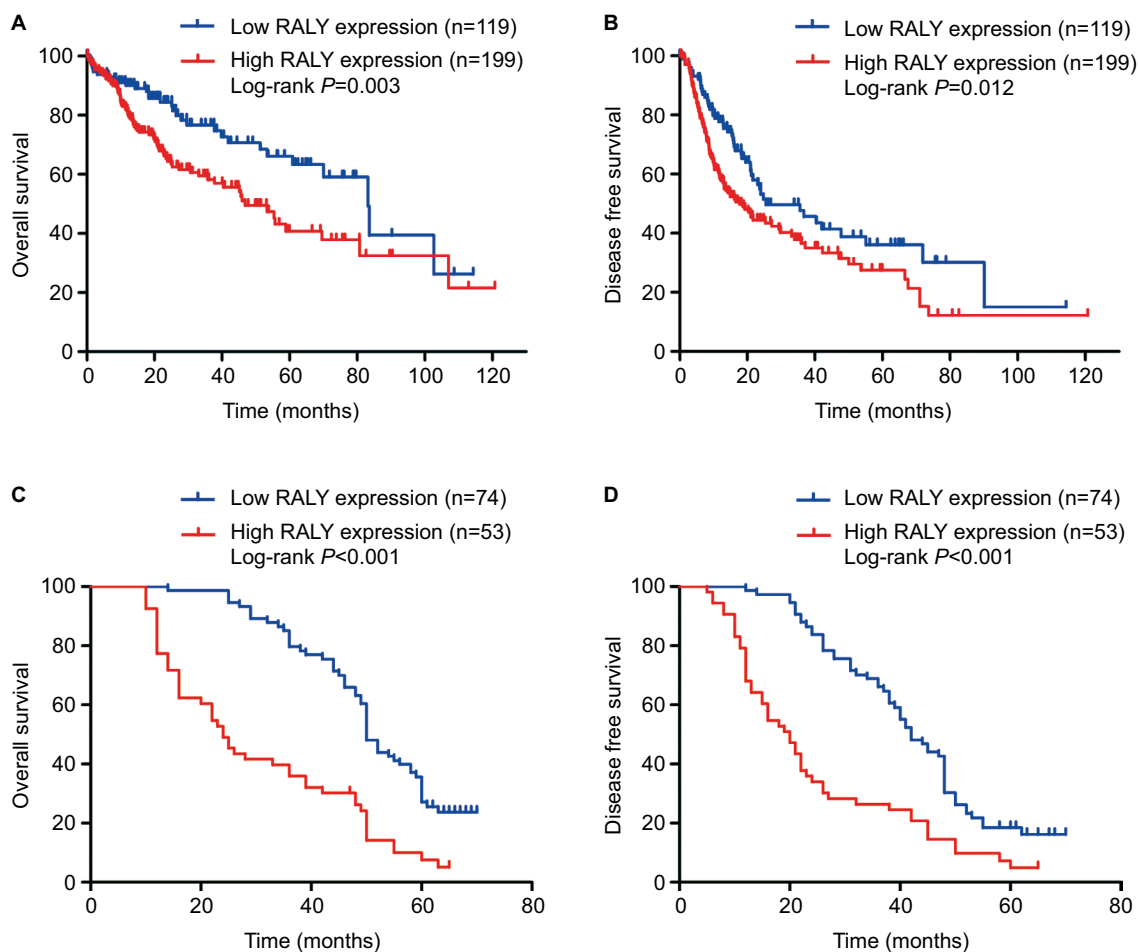 A
Low RALY expression (n=119)
High RALY expression (n=199)
Log-rank P=0.003
Overall survival
100
80
60
40
20
0
0 20 40 60 80 100 120
Time (months)
B
Low RALY expression (n=119)
High RALY expression (n=199)
Log-rank P=0.012
Disease free survival
100
80
60
40
20
0
0 20 40 60 80 100 120
Time (months)
C
Low RALY expression (n=74)
High RALY expression (n=53)
Log-rank P<0.001
Overall survival
100
80
60
40
20
0
0 20 40 60 80
Time (months)
D
Low RALY expression (n=74)
High RALY expression (n=53)
Log-rank P<0.001
Disease free survival
100
80
60
40
20
0
0 20 40 60 80
Time (months)